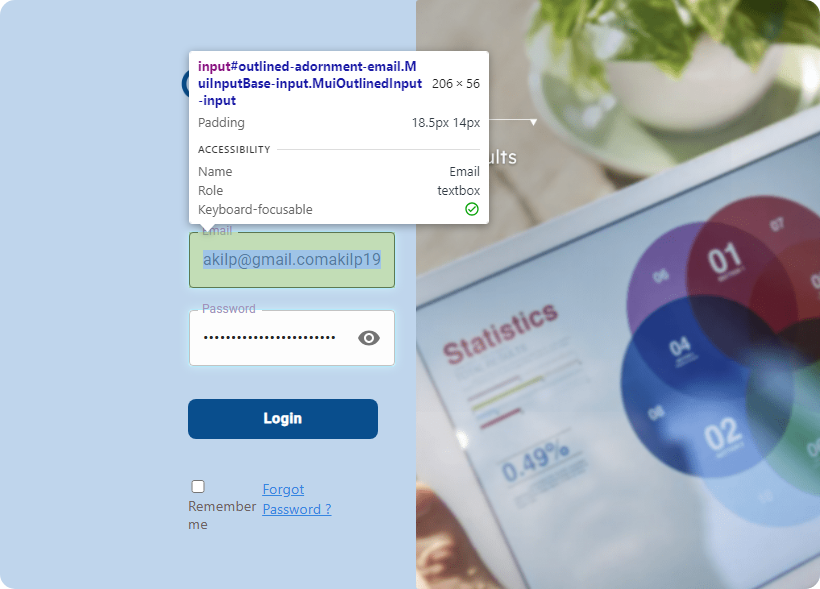 input#outlined-adornment-email.M
uiInputBase-input.MuiOutlinedInput
-input
206 × 56
Padding 18.5px 14px
ACCESSIBILITY
Name Email
Role textbox
Keyboard-focusable
ults
Email
akilp@gmail.comakilp19
Password
Login
Remember
me
Forgot
Password ?
Statistics
0.49%
01
02
04
06
07
08